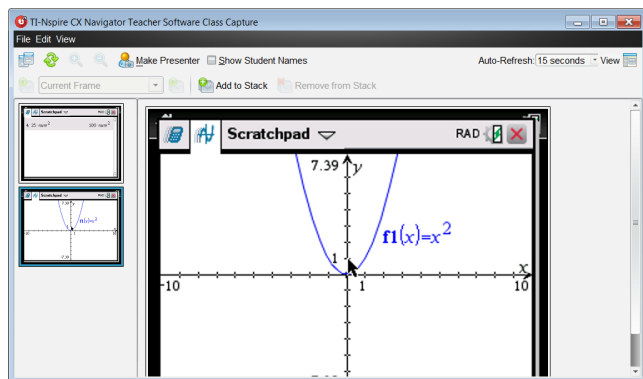 TI-Nspire CX Navigator Teacher Software Class Capture
File Edit View
Make Presenter Show Student Names Auto-Refresh: 15 seconds View
Current Frame Add to Stack Remove from Stack
Scratchpad RAD
Scratchpad RAD
7.39 y
f1(x)=x²
1
-10 1 x 10